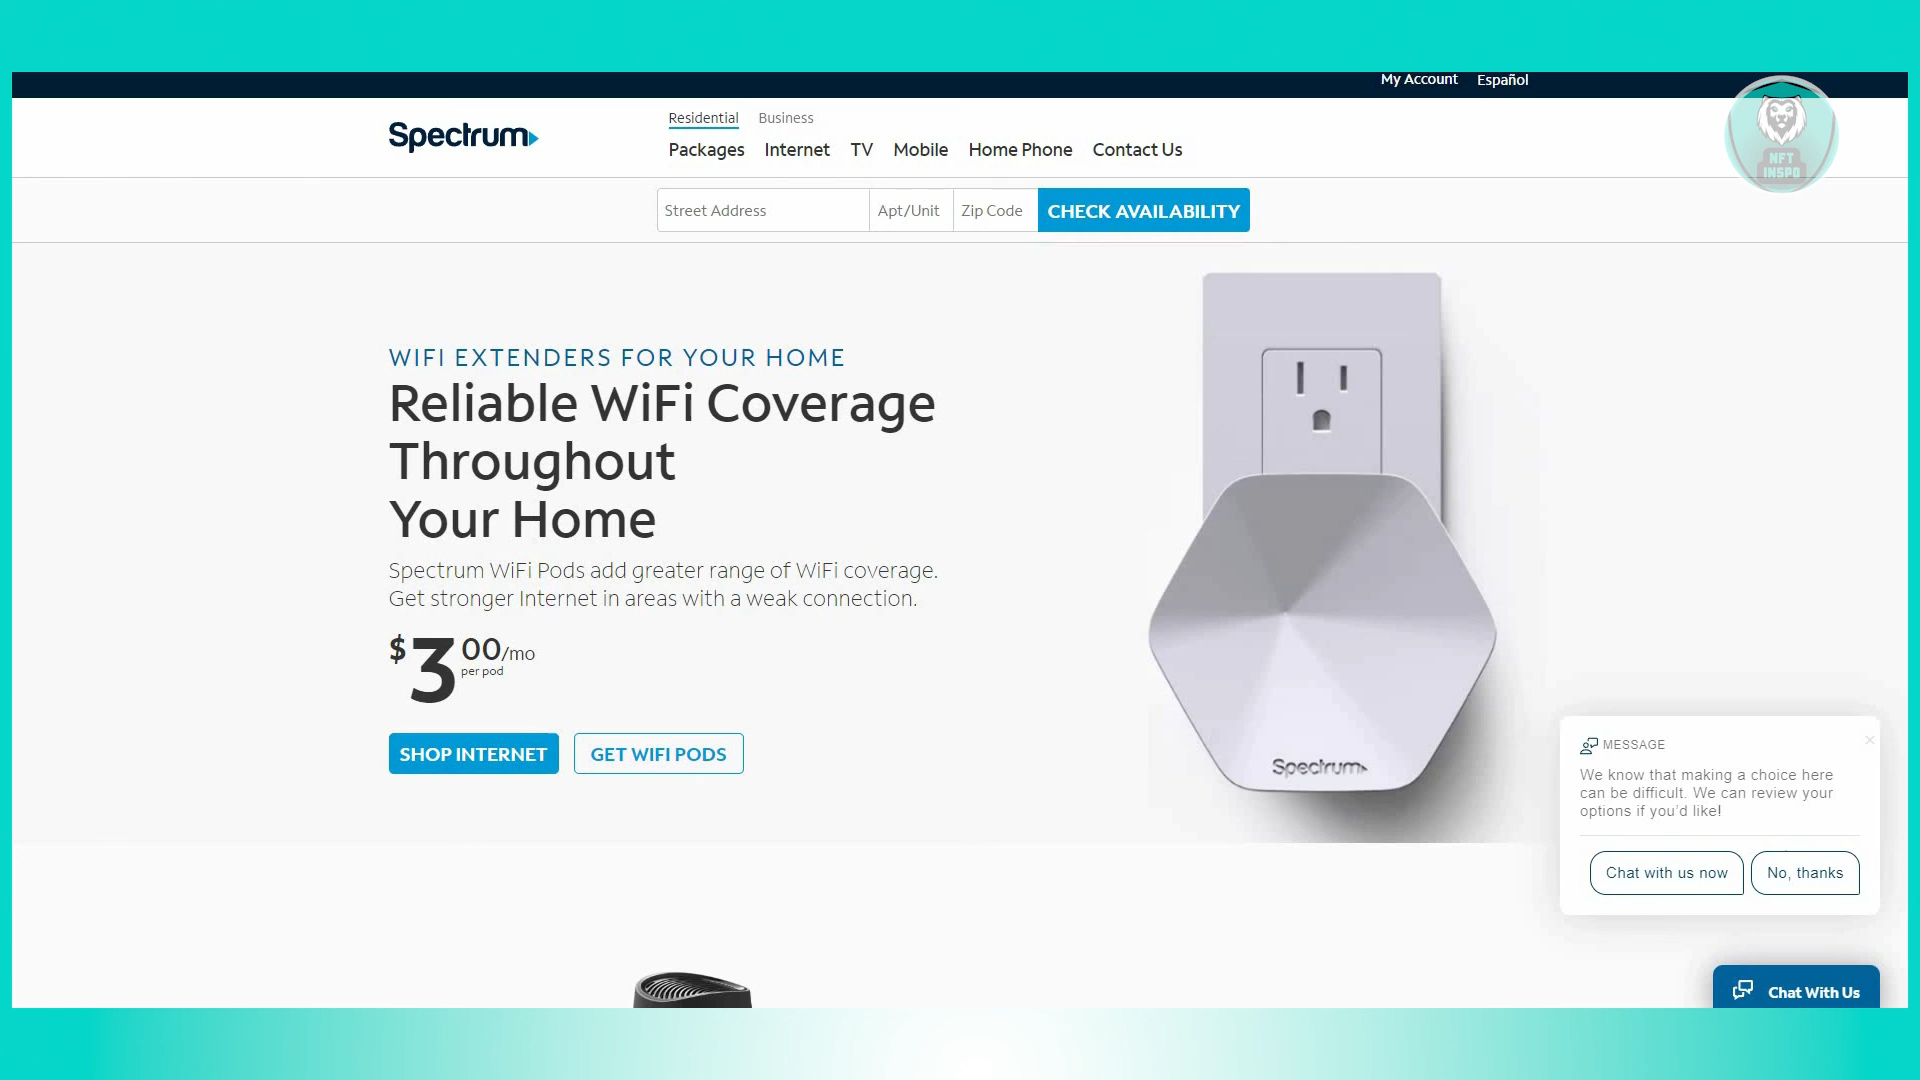 My Account Español
NFT
INSPO
Spectrum
Residential Business
Packages Internet TV Mobile Home Phone Contact Us
Street Address Apt/Unit Zip Code CHECK AVAILABILITY
WIFI EXTENDERS FOR YOUR HOME
Reliable WiFi Coverage
Throughout
Your Home
Spectrum WiFi Pods add greater range of WiFi coverage.
Get stronger Internet in areas with a weak connection.
$3 00/mo
per pod
SHOP INTERNET GET WIFI PODS
Spectrum
MESSAGE
We know that making a choice here
can be difficult. We can review your
options if you'd like!
Chat with us now No, thanks
Chat With Us